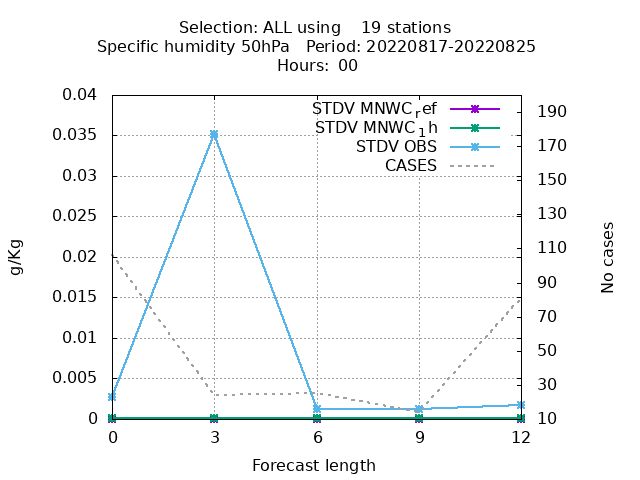 Selection: ALL using    19 stations
Specific humidity 50hPa   Period: 20220817-20220825
Hours: 00
STDV MNWC_ref
STDV MNWC_1h
STDV OBS
CASES
0.04
0.035
0.03
0.025
0.02
0.015
0.01
0.005
0
g/Kg
190
170
150
130
110
90
70
50
30
10
No cases
0 3 6 9 12
Forecast length